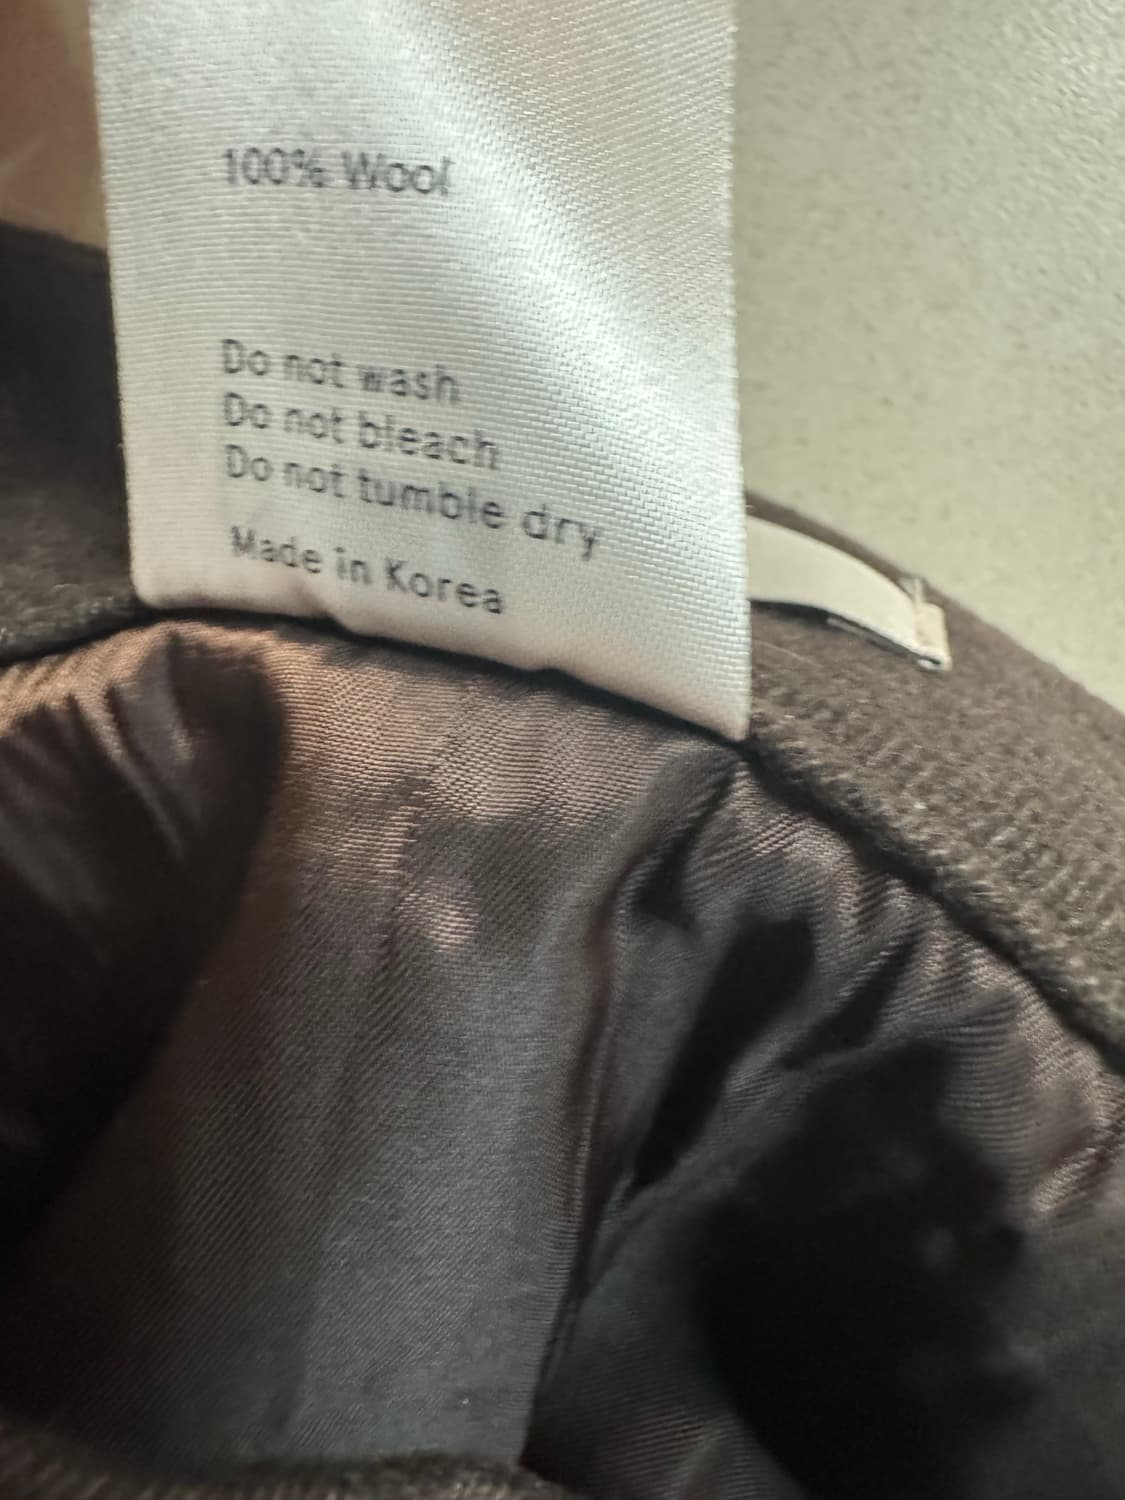 100% Wool
Do not wash
Do not bleach
Do not tumble dry
Made in Korea